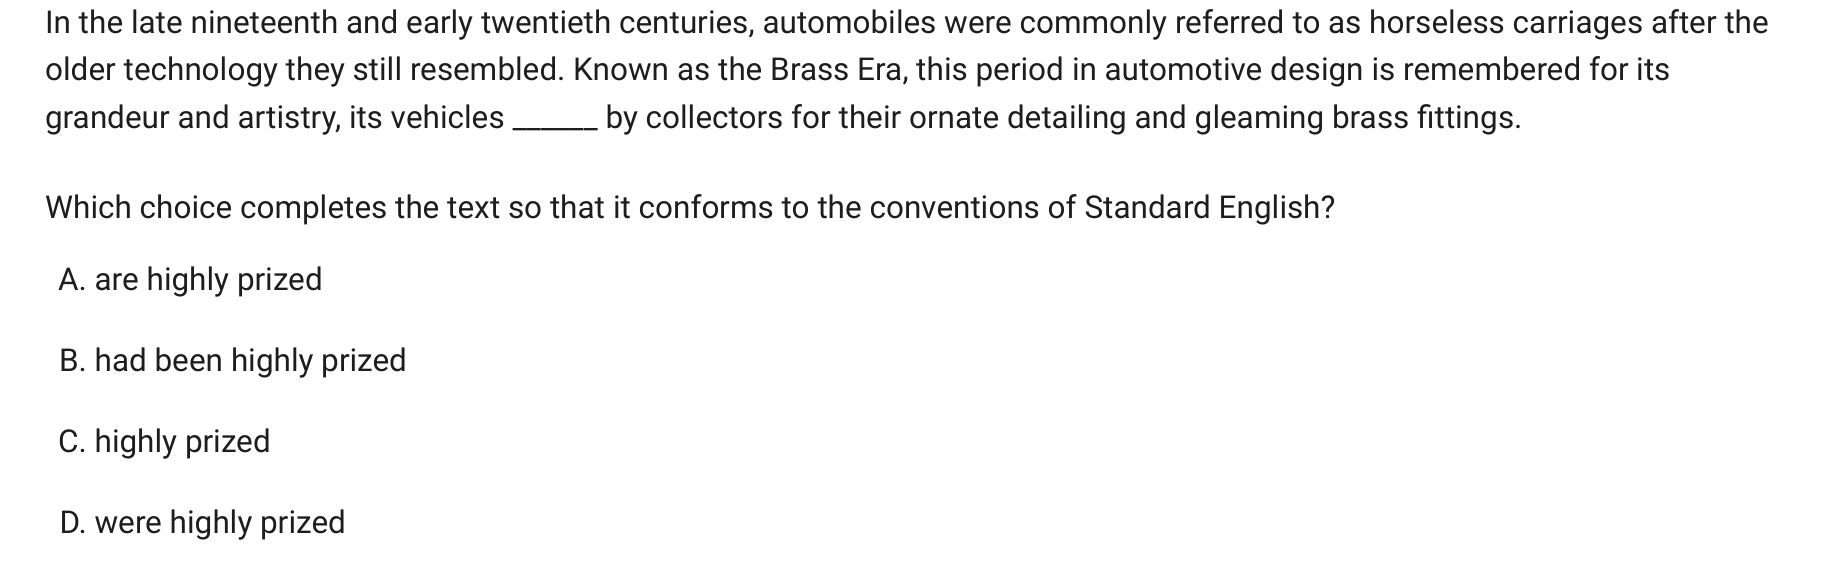 In the late nineteenth and early twentieth centuries, automobiles were commonly referred to as horseless carriages after the
older technology they still resembled. Known as the Brass Era, this period in automotive design is remembered for its
grandeur and artistry, its vehicles ______ by collectors for their ornate detailing and gleaming brass fittings.
Which choice completes the text so that it conforms to the conventions of Standard English?
A. are highly prized
B. had been highly prized
C. highly prized
D. were highly prized